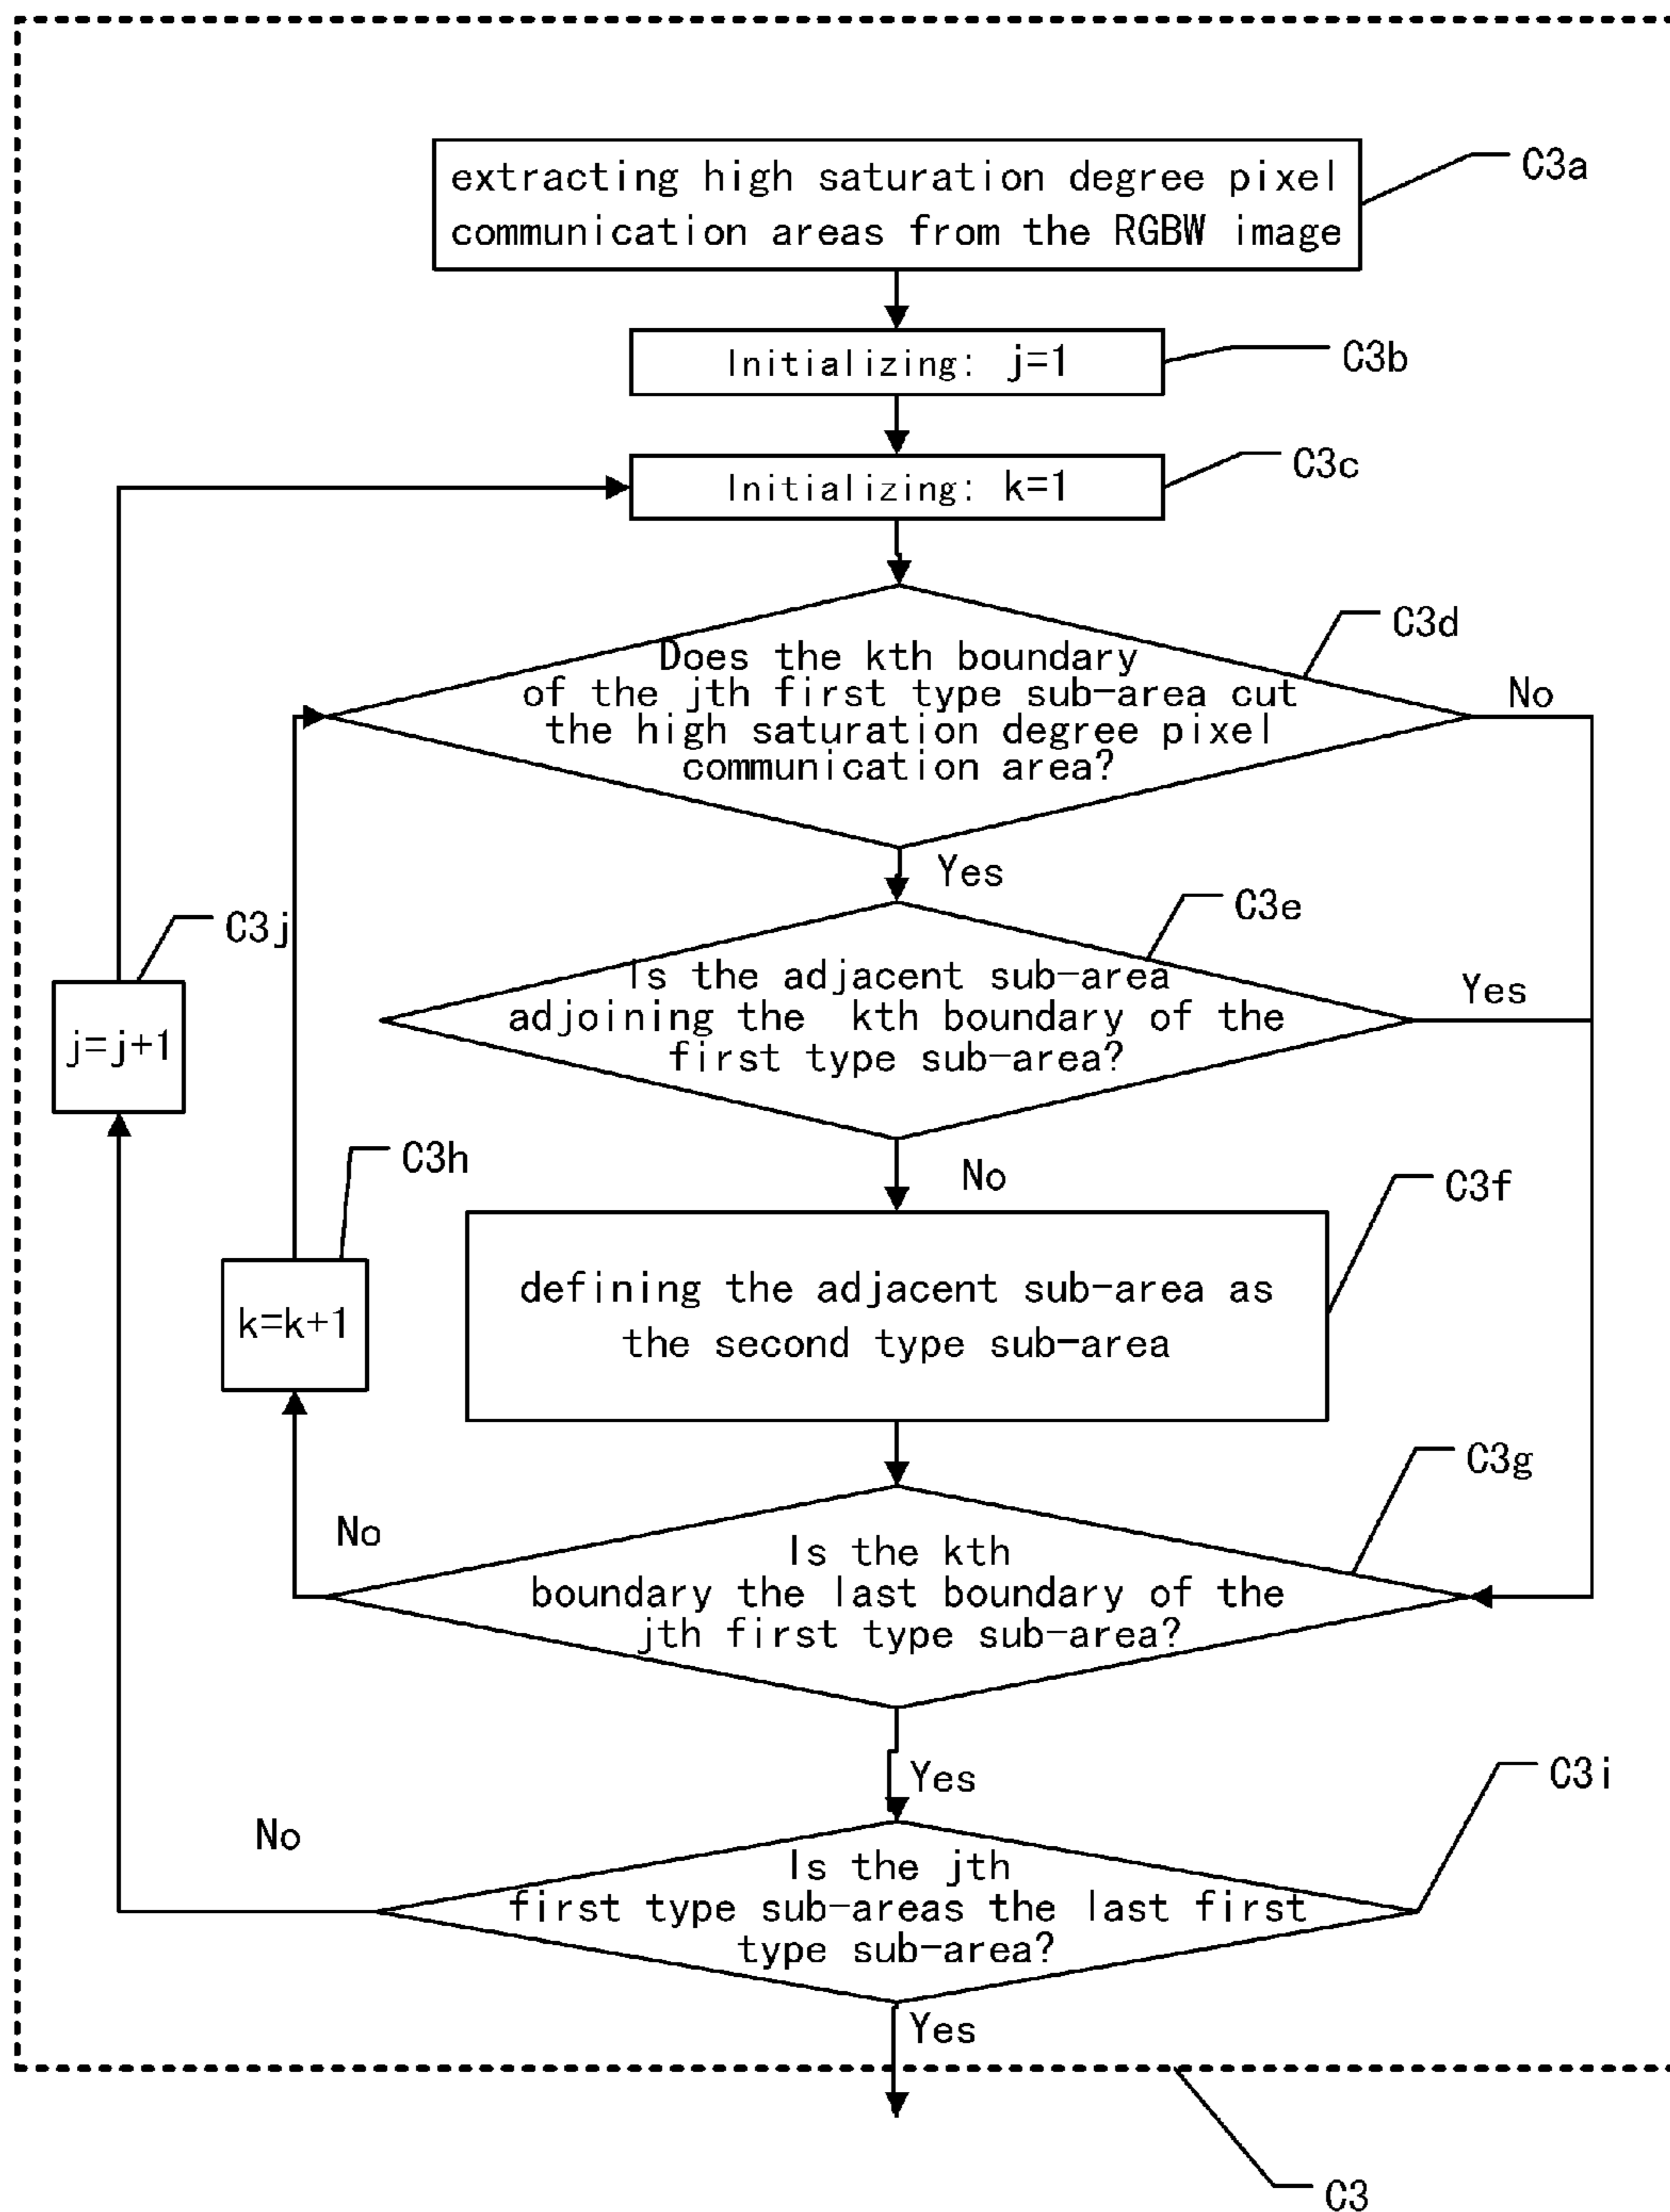 extracting high saturation degree pixel
communication areas from the RGBW image
C3a
Initializing: j=1
C3b
Initializing: k=1
C3c
Does the kth boundary
of the jth first type sub-area cut
the high saturation degree pixel
communication area?
C3d
No
Yes
Is the adjacent sub-area
adjoining the kth boundary of the
first type sub-area?
C3e
Yes
C3j
j=j+1
No
C3h
k=k+1
defining the adjacent sub-area as
the second type sub-area
C3f
Is the kth
boundary the last boundary of the
jth first type sub-area?
C3g
No
Yes
Is the jth
first type sub-areas the last first
type sub-area?
C3i
No
Yes
C3